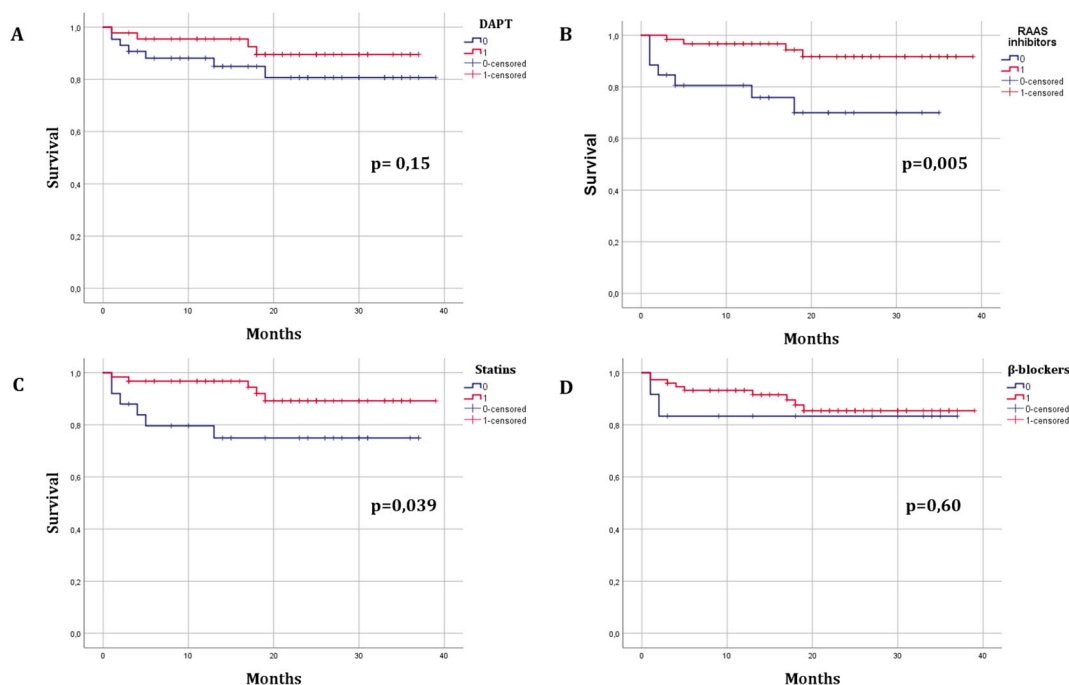 A
DAPT
0
1
0-censored
1-censored
1,0
0,8
0,6
0,4
0,2
0,0
Survival
p= 0,15
0 10 20 30 40
Months
B
RAAS
inhibitors
0
1
0-censored
1-censored
1,0
0,8
0,6
0,4
0,2
0,0
Survival
p=0,005
0 10 20 30 40
Months
C
Statins
0
1
0-censored
1-censored
1,0
0,8
0,6
0,4
0,2
0,0
Survival
p=0,039
0 10 20 30 40
Months
D
β-blockers
0
1
0-censored
1-censored
1,0
0,8
0,6
0,4
0,2
0,0
Survival
p=0,60
0 10 20 30 40
Months